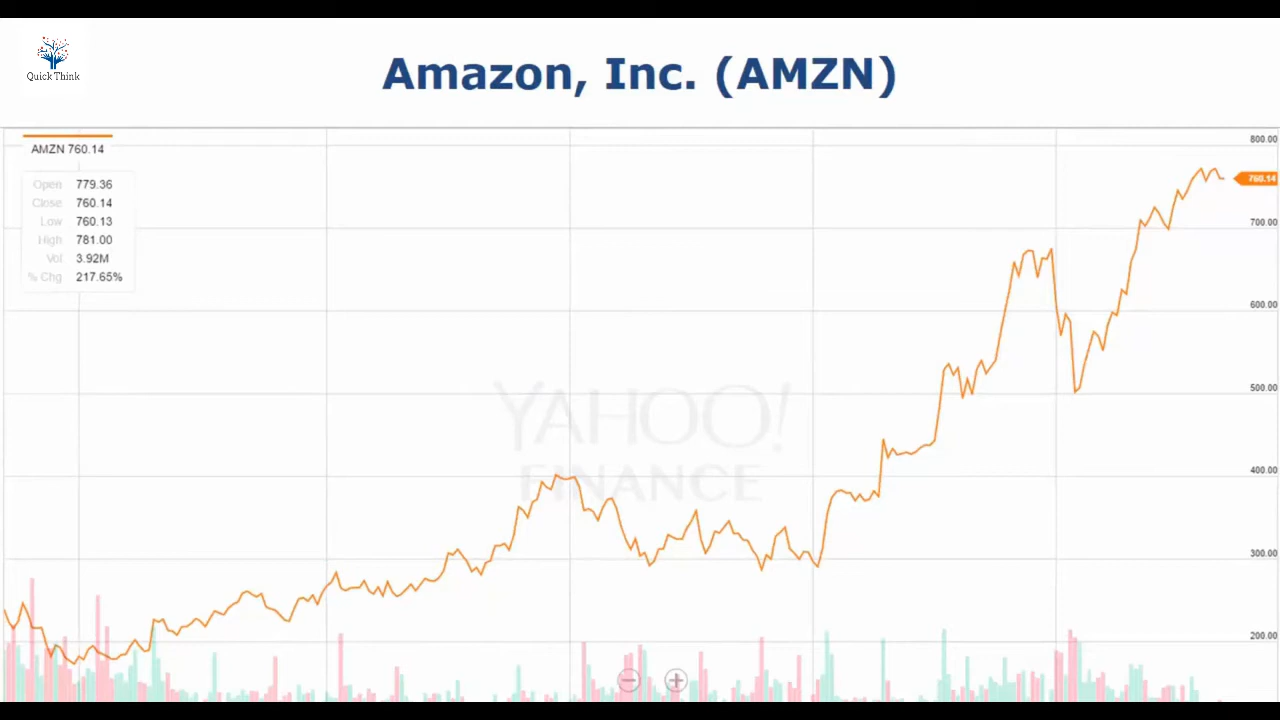 Quick Think
Amazon, Inc. (AMZN)
AMZN 760.14
Open 779.36
Close 760.14
Low 760.13
High 781.00
Vol 3.92M
% Chg 217.65%
800.00
760.14
700.00
600.00
500.00
400.00
300.00
200.00
YAHOO!
FINANCE